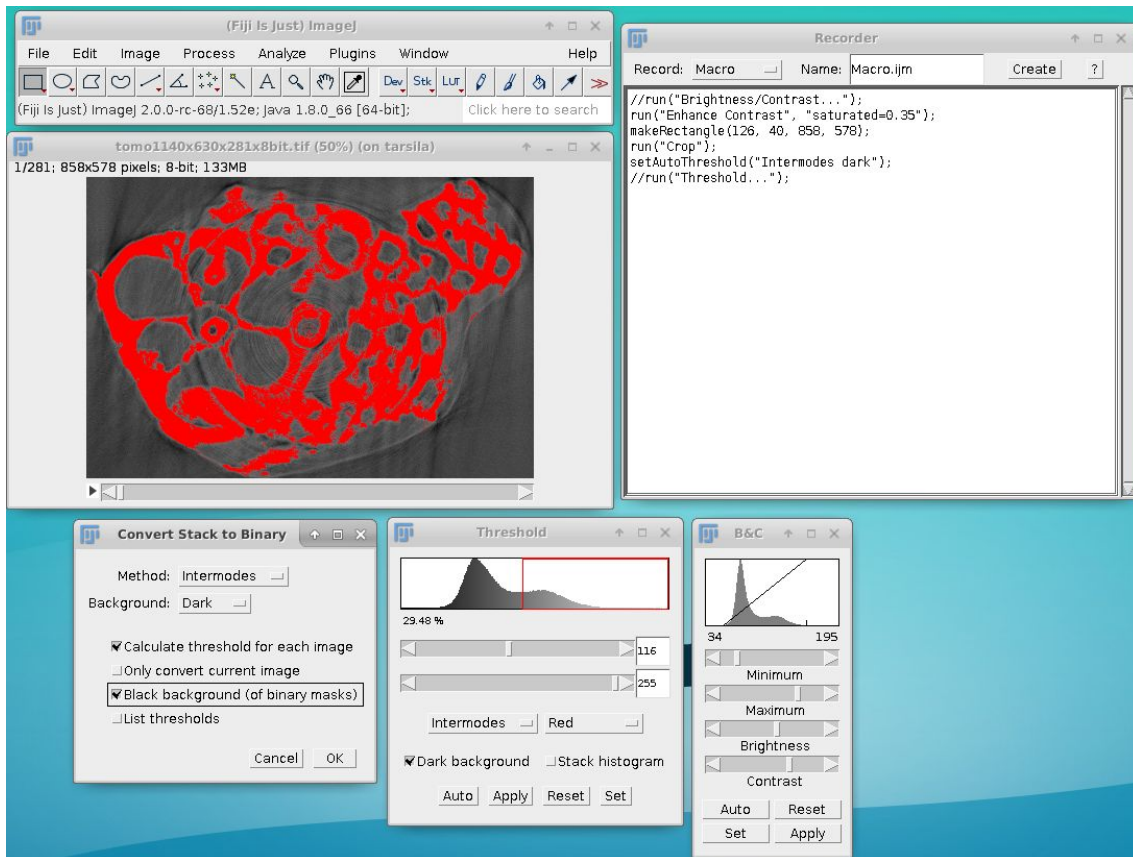 (Fiji Is Just) ImageJ
File Edit Image Process Analyze Plugins Window Help
A Dev Stk LUT
(Fiji Is Just) ImageJ 2.0.0-rc-68/1.52e; Java 1.8.0_66 [64-bit]; Click here to search
tomo1140x630x281x8bit.tif (50%) (on tarsila)
1/281; 858x578 pixels; 8-bit; 133MB
Recorder
Record: Macro Name: Macro.ijm Create ?
//run("Brightness/Contrast...");
run("Enhance Contrast", "saturated=0.35");
makeRectangle(126, 40, 858, 578);
run("Crop");
setAutoThreshold("Intermodes dark");
//run("Threshold...");
Convert Stack to Binary
Method: Intermodes
Background: Dark
Calculate threshold for each image
Only convert current image
Black background (of binary masks)
List thresholds
Cancel OK
Threshold
29.48 %
116
255
Intermodes Red
Dark background Stack histogram
Auto Apply Reset Set
B&C
34 195
Minimum
Maximum
Brightness
Contrast
Auto Reset
Set Apply